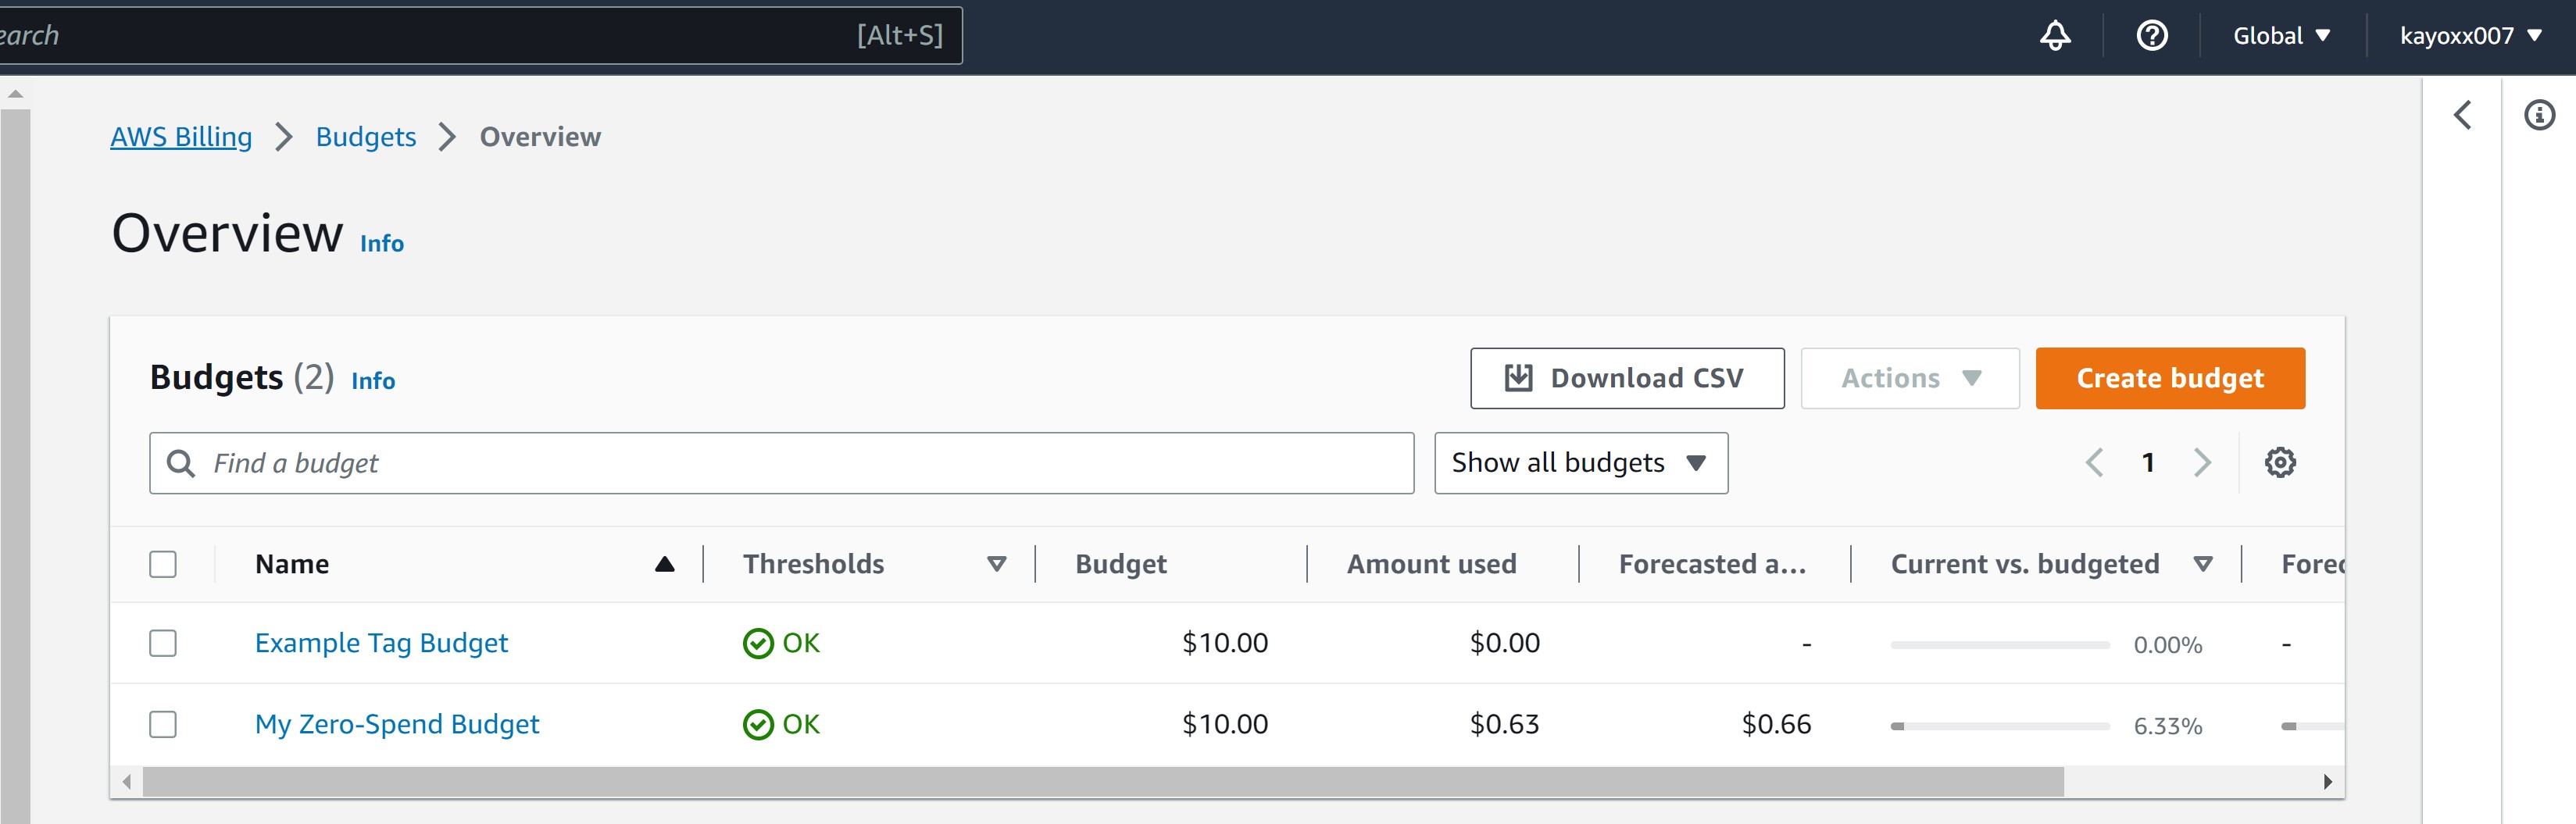 earch [Alt+S] Global kayoxx007
AWS Billing Budgets Overview
Overview Info
Budgets (2) Info Download CSV Actions Create budget
Find a budget Show all budgets 1
Name Thresholds Budget Amount used Forecasted a... Current vs. budgeted Forec
Example Tag Budget OK $10.00 $0.00 - 0.00% -
My Zero-Spend Budget OK $10.00 $0.63 $0.66 6.33%